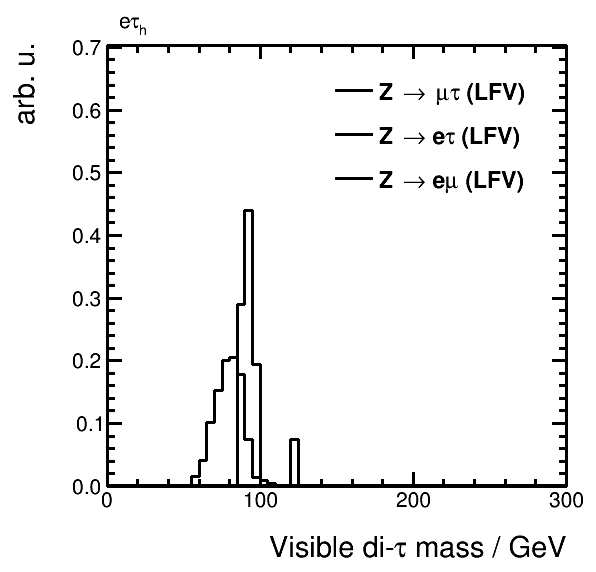 eτh
arb. u.
0.7
0.6
0.5
0.4
0.3
0.2
0.1
0.0
Z → μτ (LFV)
Z → eτ (LFV)
Z → eμ (LFV)
0 100 200 300
Visible di-τ mass / GeV